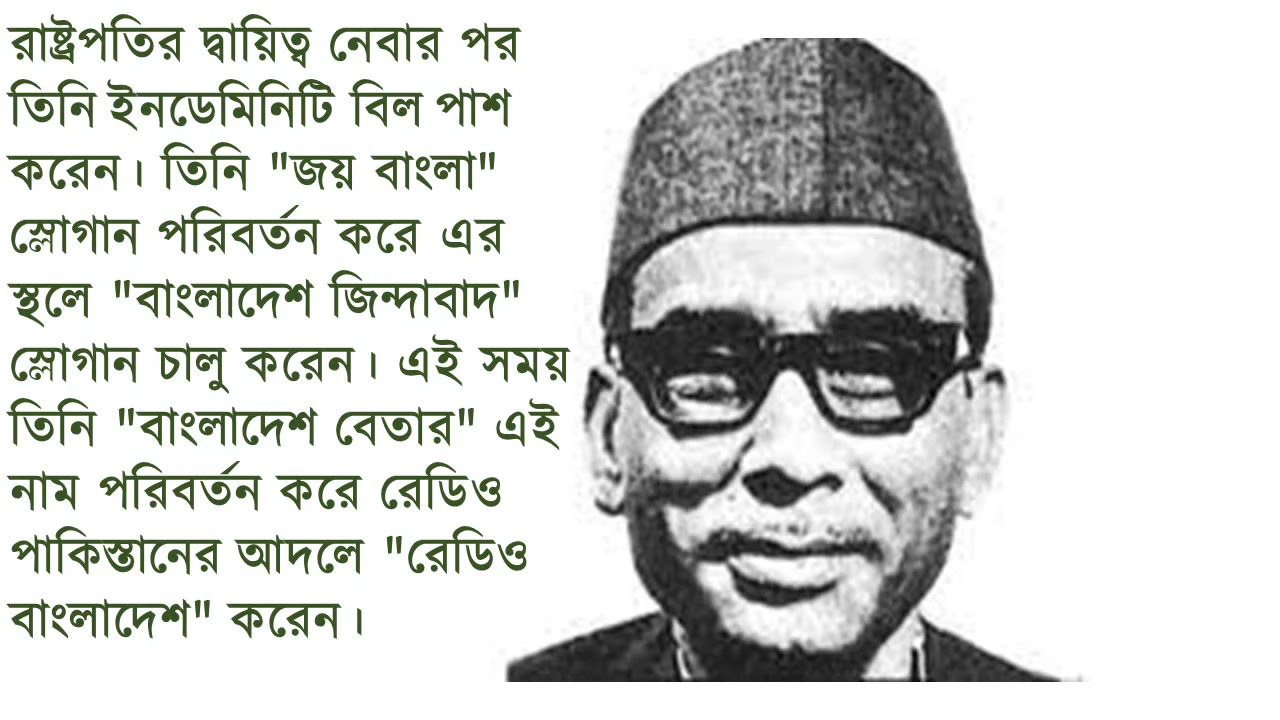 রাষ্ট্রপতির দ্বায়িত্ব নেবার পর
তিনি ইনডেমিনিটি বিল পাশ
করেন। তিনি "জয় বাংলা"
স্লোগান পরিবর্তন করে এর
স্থলে "বাংলাদেশ জিন্দাবাদ"
স্লোগান চালু করেন। এই সময়
তিনি "বাংলাদেশ বেতার" এই
নাম পরিবর্তন করে রেডিও
পাকিস্তানের আদলে "রেডিও
বাংলাদেশ" করেন।